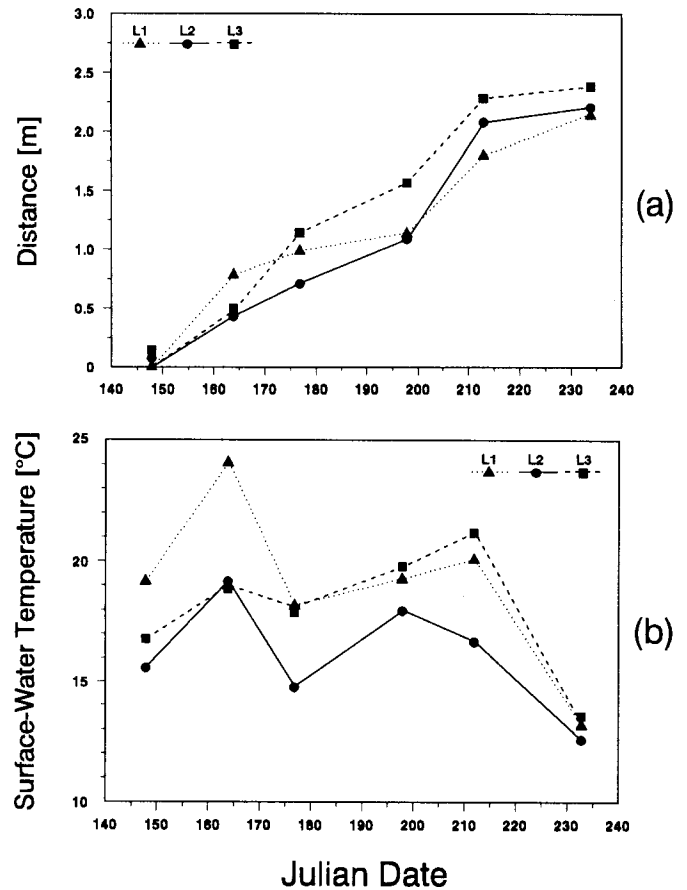 3.0
L1 L2 L3
2.5
2.0
1.5
1.0
0.5
0
Distance [m]
(a)
140 150 160 170 180 190 200 210 220 230 240
25
L1 L2 L3
20
15
10
Surface-Water Temperature [°C]
(b)
140 150 160 170 180 190 200 210 220 230 240
Julian Date